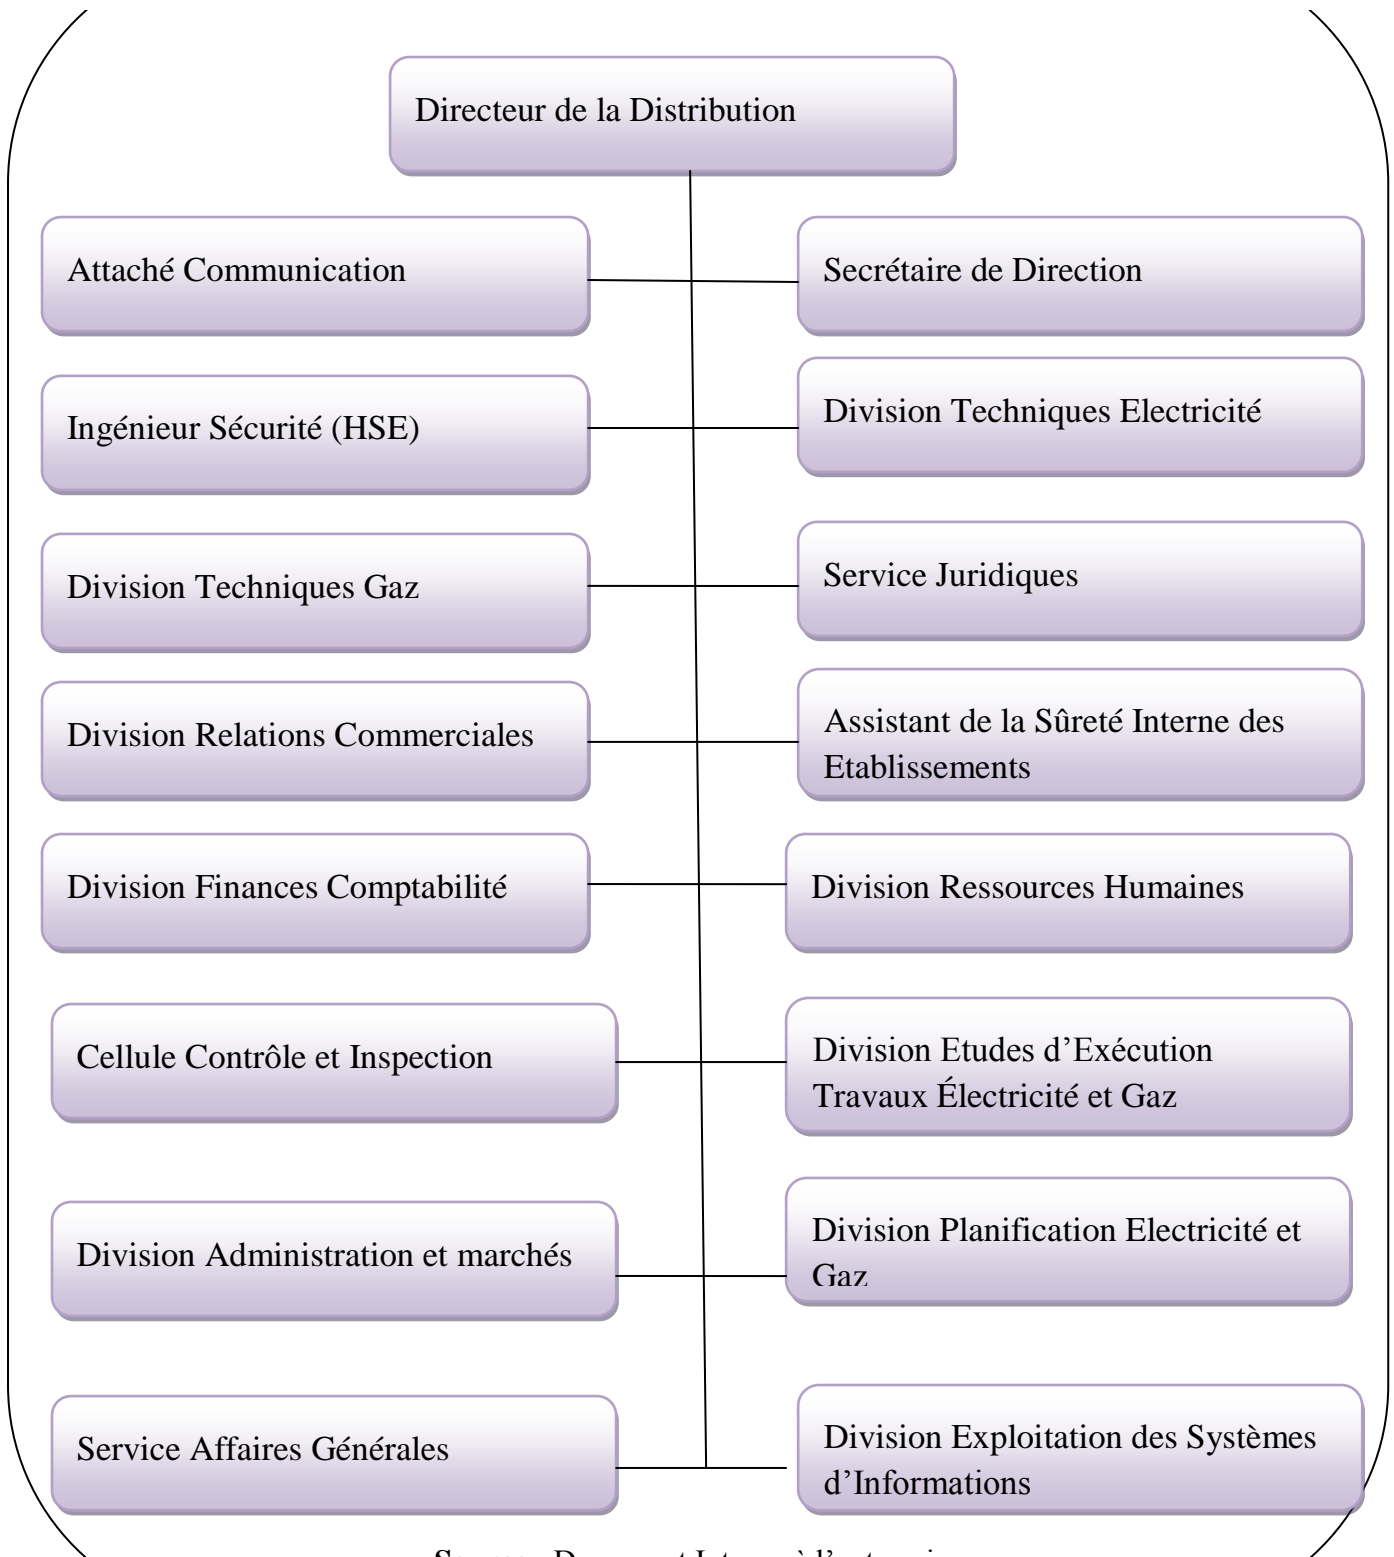 Directeur de la Distribution
Attaché Communication
Secrétaire de Direction
Ingénieur Sécurité (HSE)
Division Techniques Electricité
Division Techniques Gaz
Service Juridiques
Division Relations Commerciales
Assistant de la Sûreté Interne des
Etablissements
Division Finances Comptabilité
Division Ressources Humaines
Cellule Contrôle et Inspection
Division Etudes d’Exécution
Travaux Électricité et Gaz
Division Administration et marchés
Division Planification Electricité et
Gaz
Service Affaires Générales
Division Exploitation des Systèmes
d’Informations